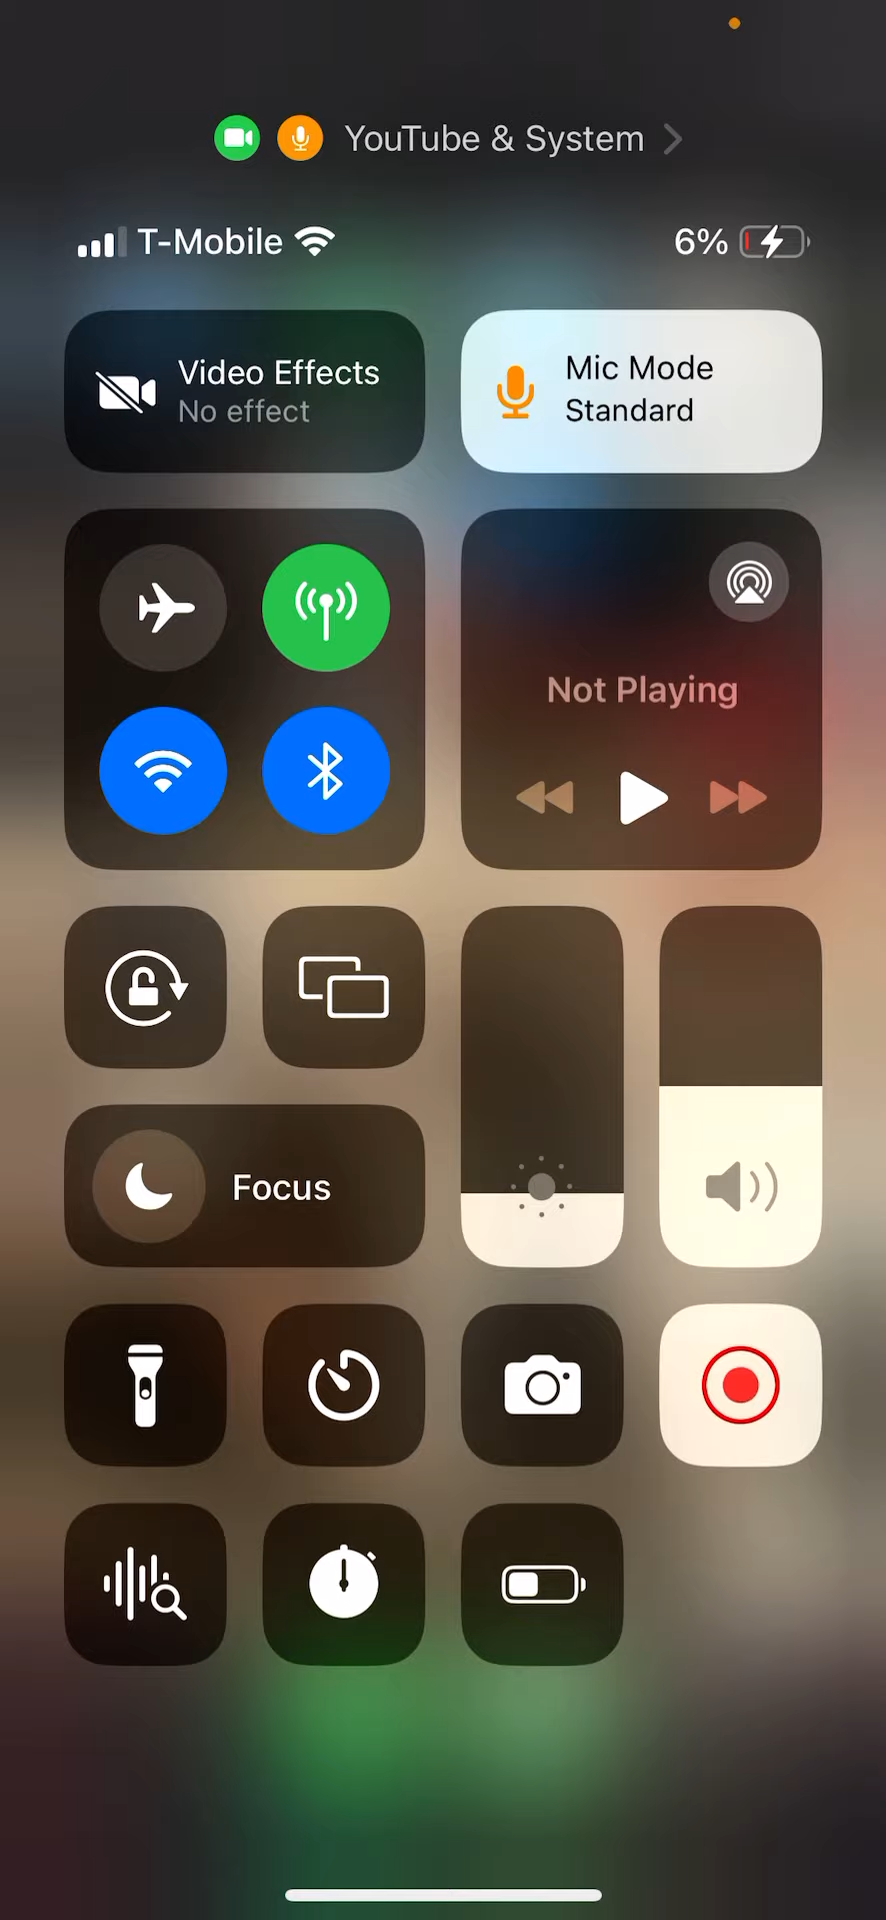 YouTube & System
T-Mobile
6%
Video Effects
No effect
Mic Mode
Standard
Not Playing
Focus